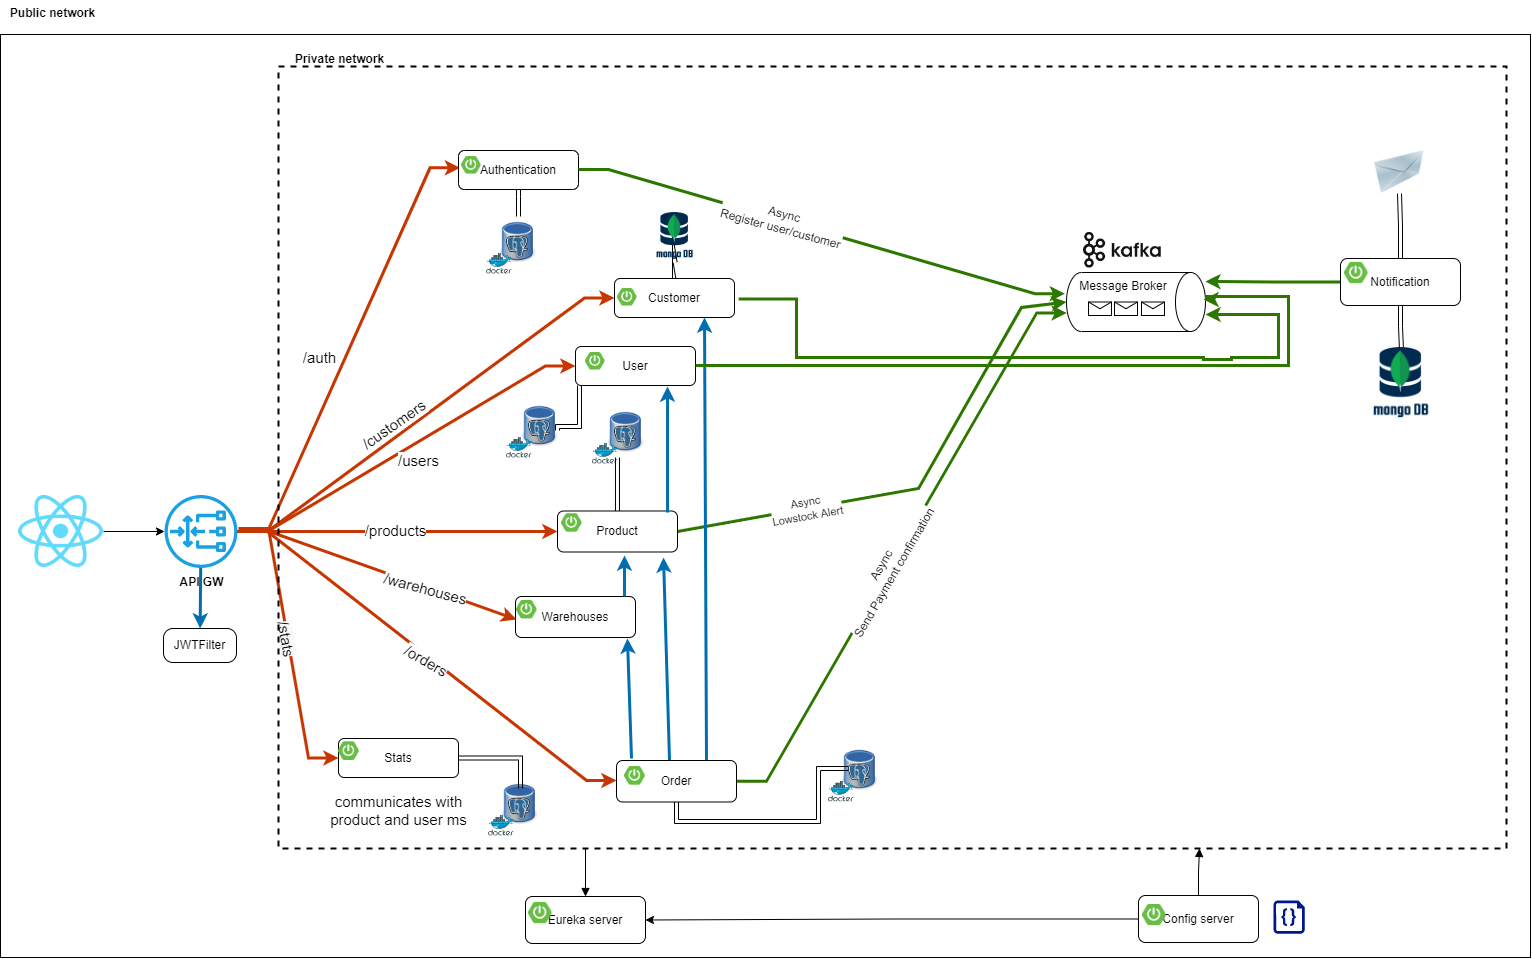 Public network
Private network
Authentication
docker
Async
Register user/customer
mongo DB
kafka
Message Broker
Notification
mongo DB
Customer
/auth
User
/customers
/users
docker
docker
/products
Product
Async
Lowstock Alert
API GW
/warehouses
Warehouses
Async
Send Payment confirmation
JWTFilter
/stats
/orders
Stats
communicates with
product and user ms
docker
Order
docker
Eureka server
Config server
{}